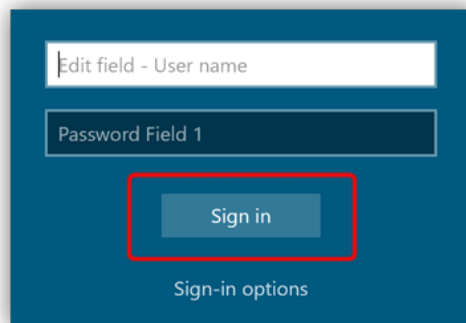 Edit field - User name
Password Field 1
Sign in
Sign-in options